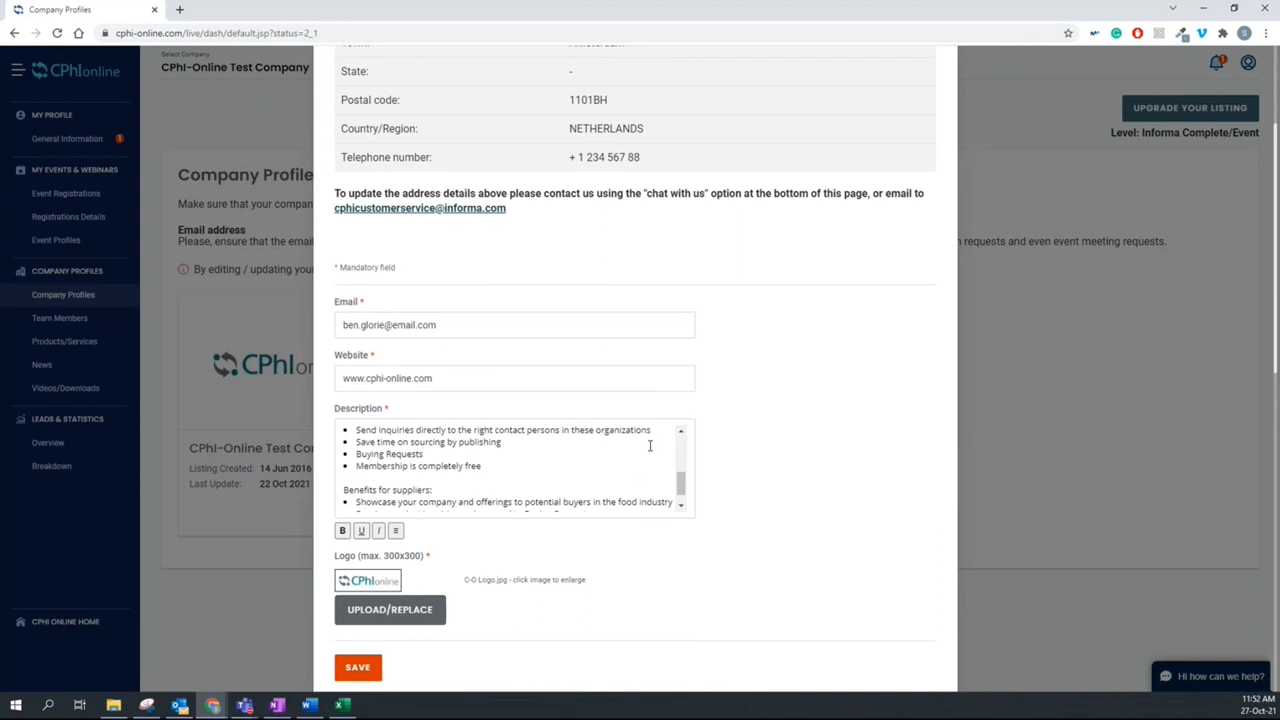 Company Profiles
cphi-online.com/live/dash/default.jsp?status=2_1
Select Company
CPhI-Online Test Company
CPhIonline
MY PROFILE
General Information 1
MY EVENTS & WEBINARS
Event Registrations
Registrations Details
Event Profiles
COMPANY PROFILES
Company Profiles
Team Members
Products/Services
News
Videos/Downloads
LEADS & STATISTICS
Overview
Breakdown
CPHI ONLINE HOME
UPGRADE YOUR LISTING
Level: Informa Complete/Event
Company Profile
Make sure that your compan
Email address
Please, ensure that the emai
n requests and even event meeting requests.
By editing / updating your
CPhI
CPhI-Online Test Com
Listing Created: 14 Jun 2016
Last Update: 22 Oct 2021
State: -
Postal code: 1101BH
Country/Region: NETHERLANDS
Telephone number: + 1 234 567 88
To update the address details above please contact us using the "chat with us" option at the bottom of this page, or email to
cphicustomerservice@informa.com
* Mandatory field
Email *
ben.glorie@email.com
Website *
www.cphi-online.com
Description *
• Send inquiries directly to the right contact persons in these organizations
• Save time on sourcing by publishing
• Buying Requests
• Membership is completely free
Benefits for suppliers:
• Showcase your company and offerings to potential buyers in the food industry
B U I ≡
Logo (max. 300x300) *
CPhIonline
C-O Logo.jpg - click image to enlarge
UPLOAD/REPLACE
SAVE
Hi how can we help?
11:52 AM
27-Oct-21